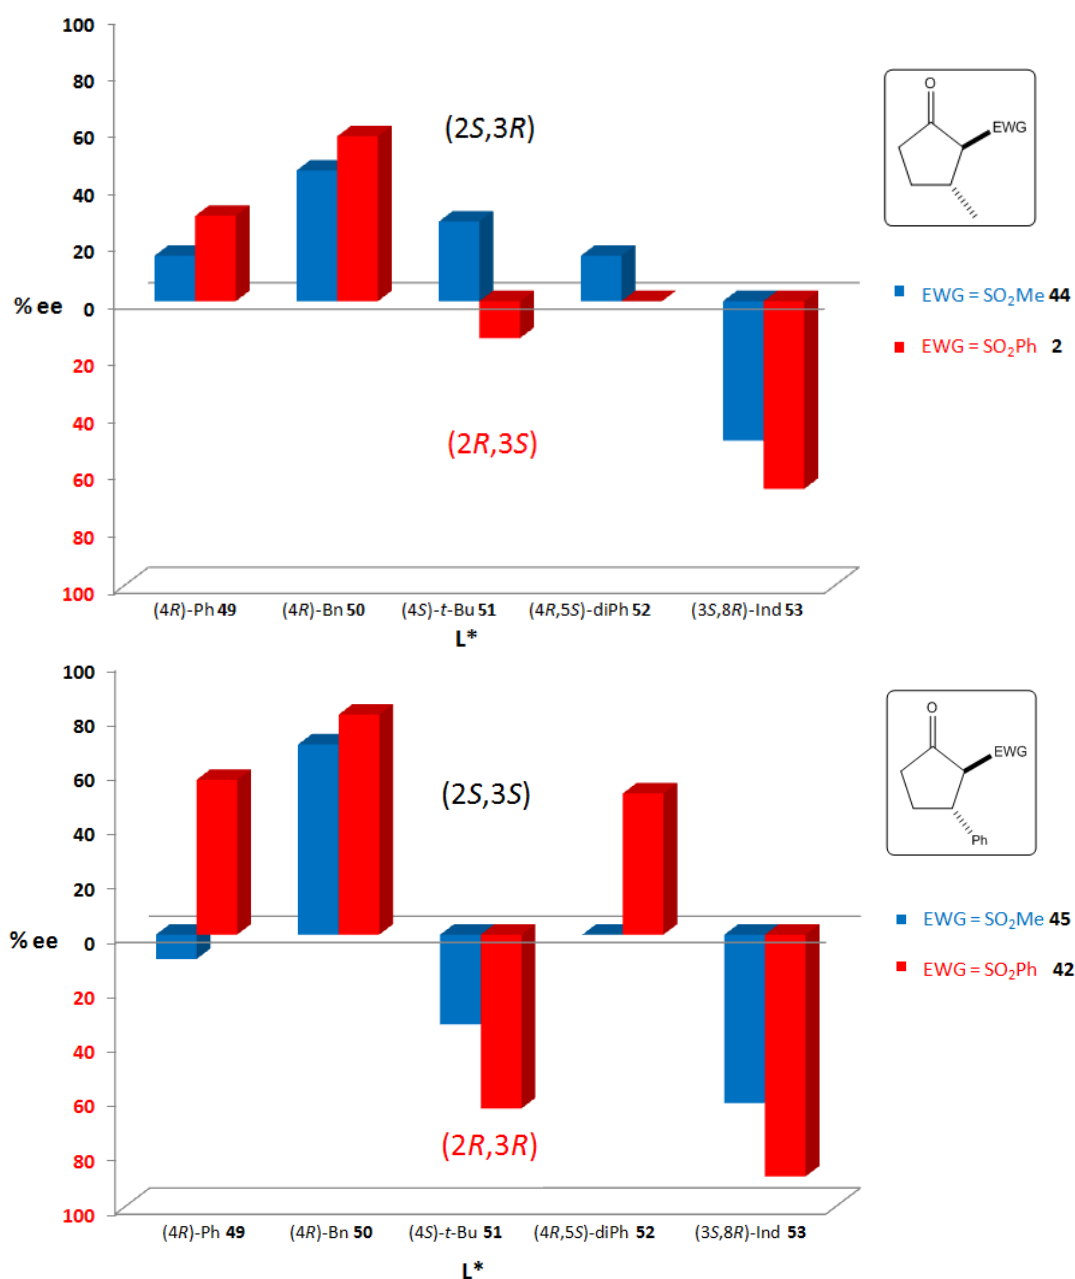 100
80
60
40
20
% ee 0
20
40
60
80
100
(2S,3R)
(2R,3S)
(4R)-Ph 49 (4R)-Bn 50 (4S)-t-Bu 51 (4R,5S)-diPh 52 (3S,8R)-Ind 53
L*
O
EWG
EWG = SO2Me 44
EWG = SO2Ph 2
100
80
60
40
20
% ee 0
20
40
60
80
100
(2S,3S)
(2R,3R)
(4R)-Ph 49 (4R)-Bn 50 (4S)-t-Bu 51 (4R,5S)-diPh 52 (3S,8R)-Ind 53
L*
O
EWG
Ph
EWG = SO2Me 45
EWG = SO2Ph 42